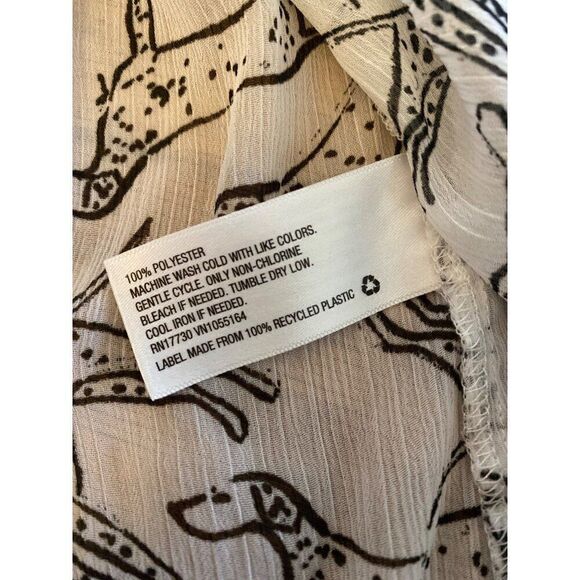 100% POLYESTER
MACHINE WASH COLD WITH LIKE COLORS.
GENTLE CYCLE. ONLY NON-CHLORINE
BLEACH IF NEEDED. TUMBLE DRY LOW.
COOL IRON IF NEEDED.
RN17730 VN1055164
LABEL MADE FROM 100% RECYCLED PLASTIC